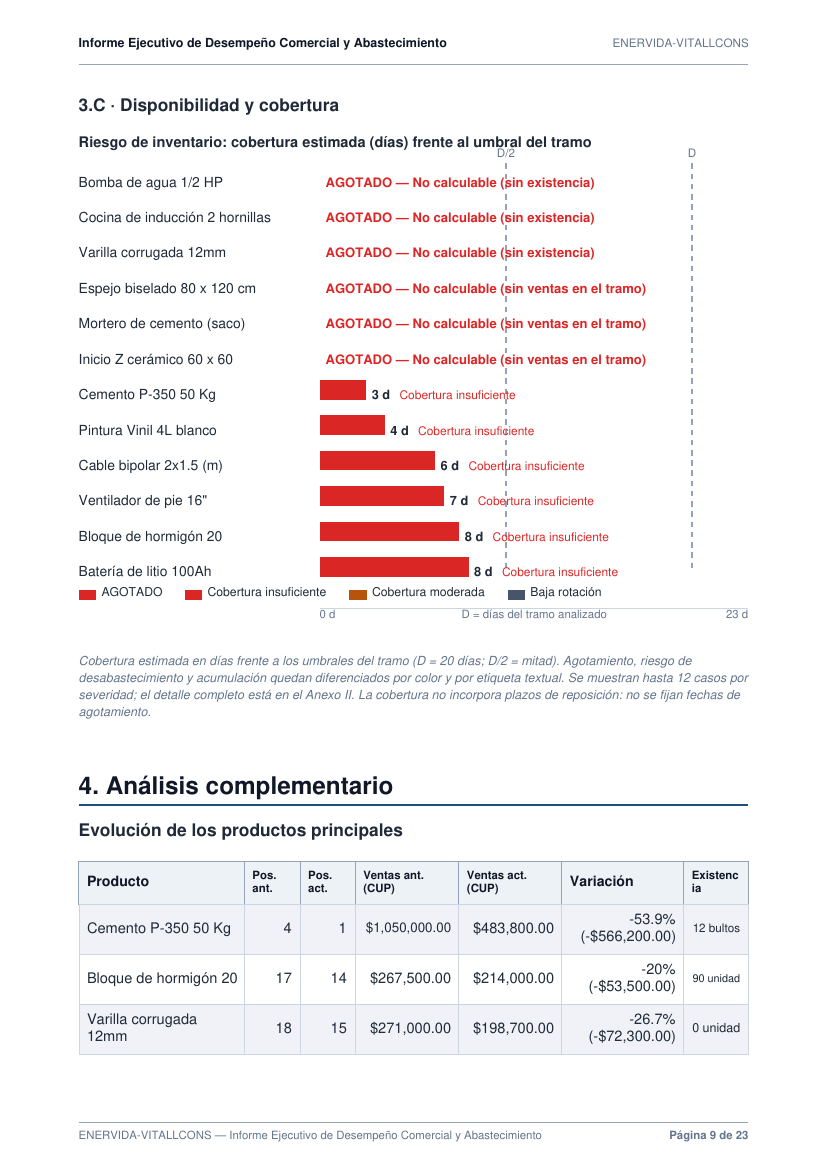 Informe Ejecutivo de Desempeño Comercial y Abastecimiento ENERVIDA-VITALLCONS
3.C · Disponibilidad y cobertura
Riesgo de inventario: cobertura estimada (días) frente al umbral del tramo
D/2 D
Bomba de agua 1/2 HP AGOTADO — No calculable (sin existencia)
Cocina de inducción 2 hornillas AGOTADO — No calculable (sin existencia)
Varilla corrugada 12mm AGOTADO — No calculable (sin existencia)
Espejo biselado 80 x 120 cm AGOTADO — No calculable (sin ventas en el tramo)
Mortero de cemento (saco) AGOTADO — No calculable (sin ventas en el tramo)
Inicio Z cerámico 60 x 60 AGOTADO — No calculable (sin ventas en el tramo)
Cemento P-350 50 Kg 3 d Cobertura insuficiente
Pintura Vinil 4L blanco 4 d Cobertura insuficiente
Cable bipolar 2x1.5 (m) 6 d Cobertura insuficiente
Ventilador de pie 16" 7 d Cobertura insuficiente
Bloque de hormigón 20 8 d Cobertura insuficiente
Batería de litio 100Ah 8 d Cobertura insuficiente
AGOTADO Cobertura insuficiente Cobertura moderada Baja rotación
0 d D = días del tramo analizado 23 d
Cobertura estimada en días frente a los umbrales del tramo (D = 20 días; D/2 = mitad). Agotamiento, riesgo de
desabastecimiento y acumulación quedan diferenciados por color y por etiqueta textual. Se muestran hasta 12 casos por
severidad; el detalle completo está en el Anexo II. La cobertura no incorpora plazos de reposición: no se fijan fechas de
agotamiento.
4. Análisis complementario
Evolución de los productos principales
Producto Pos. ant. Pos. act. Ventas ant. (CUP) Ventas act. (CUP) Variación Existenc ia
Cemento P-350 50 Kg 4 1 $1,050,000.00 $483,800.00 -53.9% (-$566,200.00) 12 bultos
Bloque de hormigón 20 17 14 $267,500.00 $214,000.00 -20% (-$53,500.00) 90 unidad
Varilla corrugada 12mm 18 15 $271,000.00 $198,700.00 -26.7% (-$72,300.00) 0 unidad
ENERVIDA-VITALLCONS — Informe Ejecutivo de Desempeño Comercial y Abastecimiento Página 9 de 23